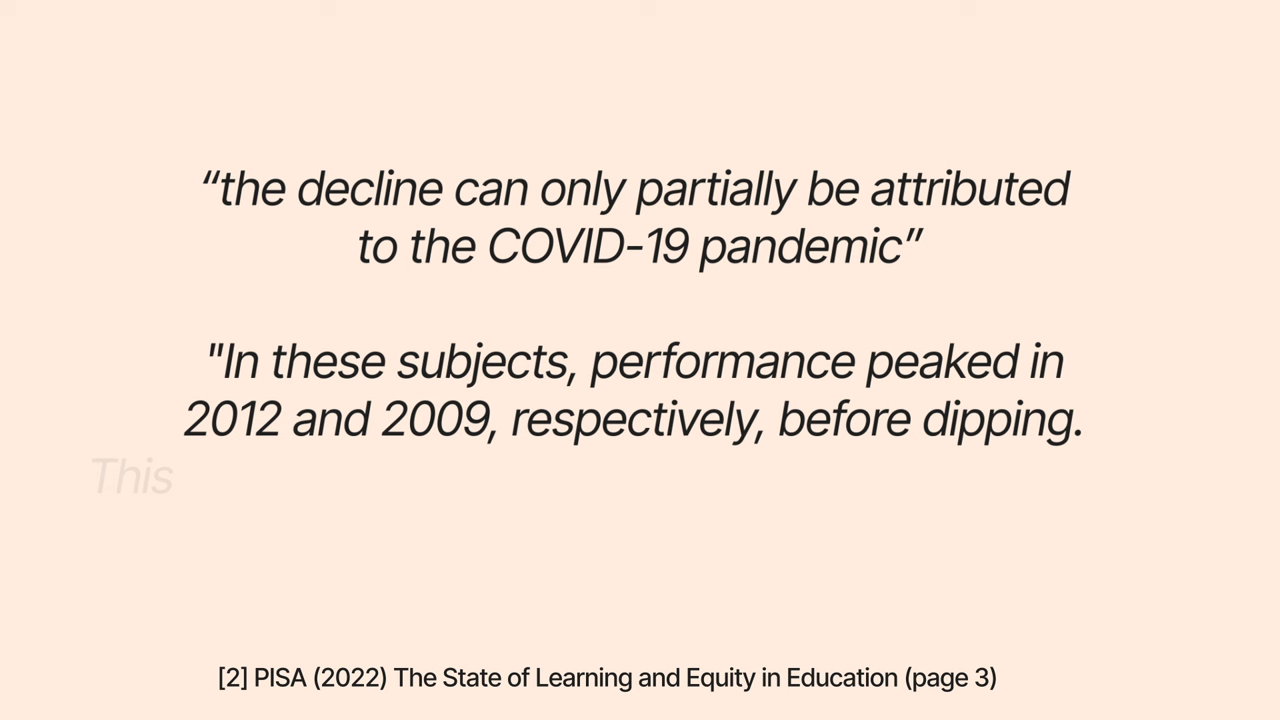 “the decline can only partially be attributed
to the COVID-19 pandemic”
"In these subjects, performance peaked in
2012 and 2009, respectively, before dipping.
This
[2] PISA (2022) The State of Learning and Equity in Education (page 3)